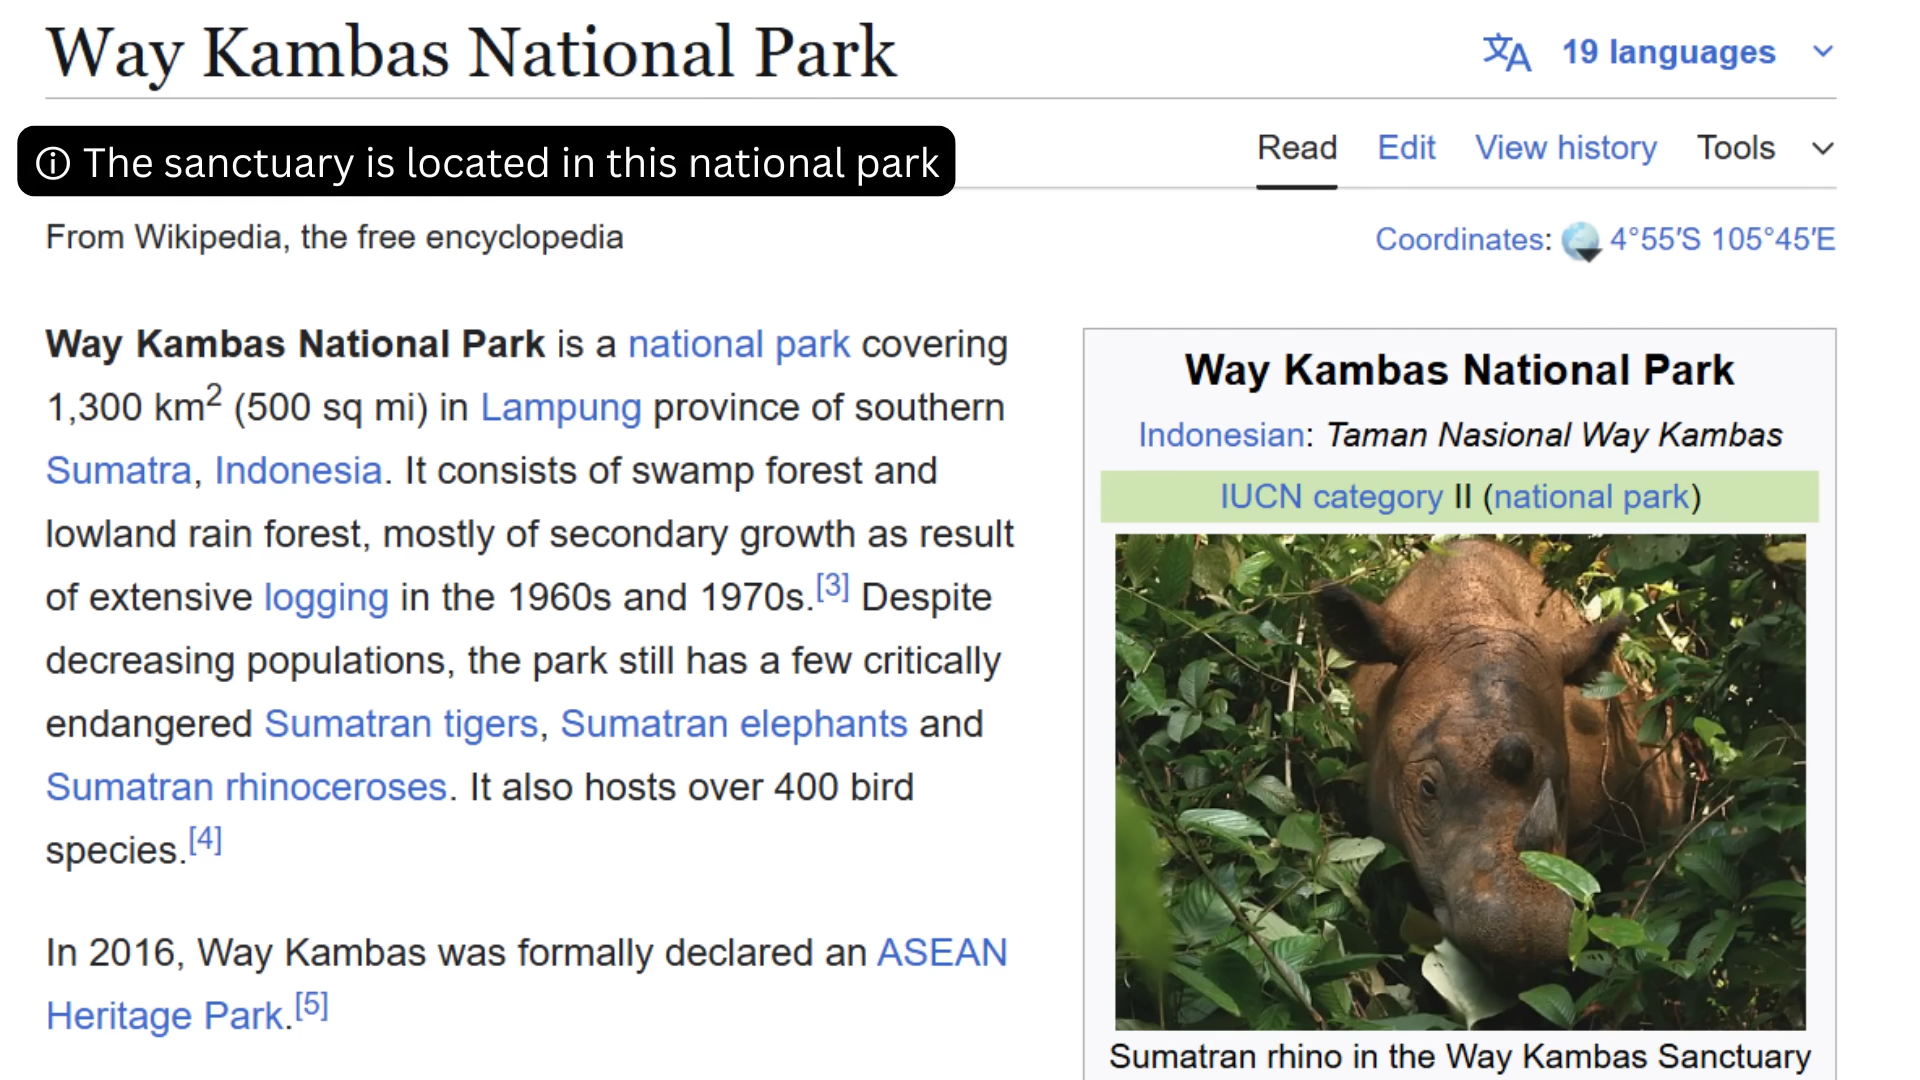 Way Kambas National Park
19 languages
ⓘ The sanctuary is located in this national park
Read Edit View history Tools
From Wikipedia, the free encyclopedia
Coordinates: 4°55′S 105°45′E
Way Kambas National Park is a national park covering
1,300 km² (500 sq mi) in Lampung province of southern
Sumatra, Indonesia. It consists of swamp forest and
lowland rain forest, mostly of secondary growth as result
of extensive logging in the 1960s and 1970s.[3] Despite
decreasing populations, the park still has a few critically
endangered Sumatran tigers, Sumatran elephants and
Sumatran rhinoceroses. It also hosts over 400 bird
species.[4]
In 2016, Way Kambas was formally declared an ASEAN
Heritage Park.[5]
Way Kambas National Park
Indonesian: Taman Nasional Way Kambas
IUCN category II (national park)
Sumatran rhino in the Way Kambas Sanctuary